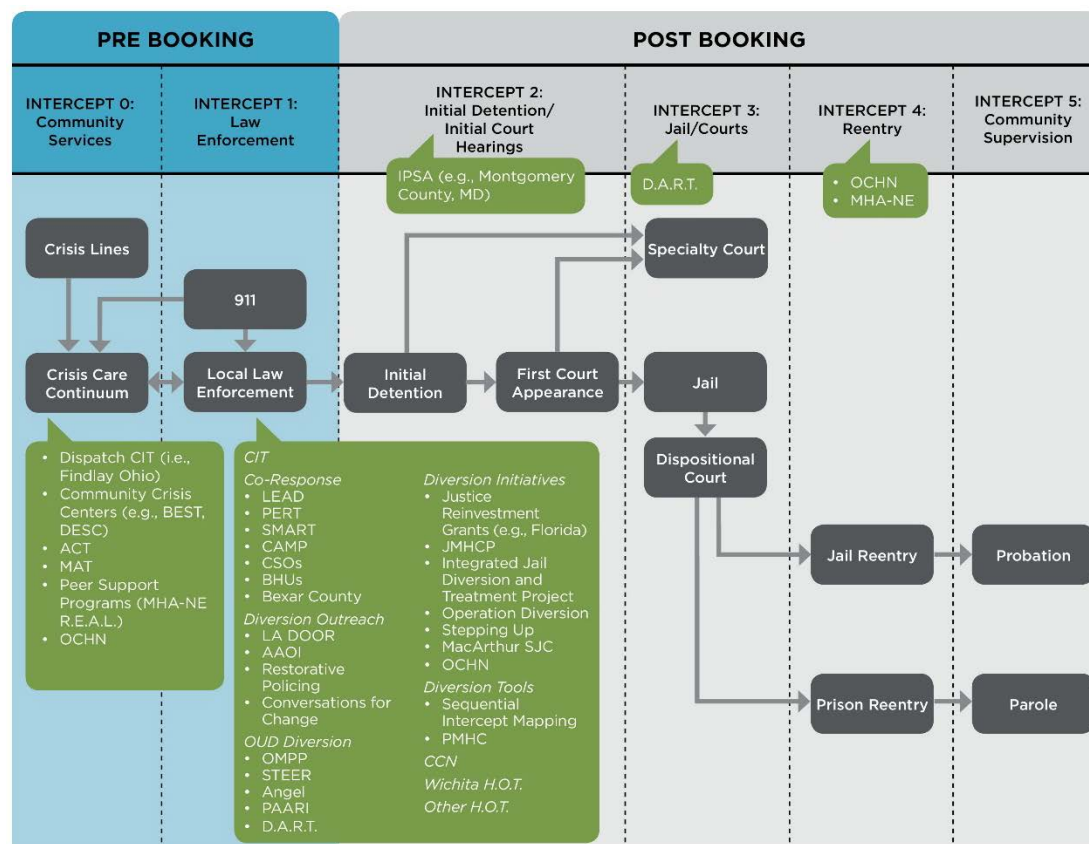 PRE BOOKING
POST BOOKING
INTERCEPT 0:
Community
Services
INTERCEPT 1:
Law
Enforcement
INTERCEPT 2:
Initial Detention/
Initial Court
Hearings
INTERCEPT 3:
Jail/Courts
INTERCEPT 4:
Reentry
INTERCEPT 5:
Community
Supervision
IPSA (e.g., Montgomery
County, MD)
D.A.R.T.
• OCHN
• MHA-NE
Crisis Lines
911
Specialty Court
Crisis Care
Continuum
Local Law
Enforcement
Initial
Detention
First Court
Appearance
Jail
Dispositional
Court
Jail Reentry
Probation
Prison Reentry
Parole
• Dispatch CIT (i.e.,
Findlay Ohio)
• Community Crisis
Centers (e.g., BEST,
DESC)
• ACT
• MAT
• Peer Support
Programs (MHA-NE
R.E.A.L.)
• OCHN
CIT
Co-Response
• LEAD
• PERT
• SMART
• CAMP
• CSOs
• BHUs
• Bexar County
Diversion Outreach
• LA DOOR
• AAOI
• Restorative
Policing
• Conversations for
Change
OUD Diversion
• OMPP
• STEER
• Angel
• PAARI
• D.A.R.T.
Diversion Initiatives
• Justice
Reinvestment
Grants (e.g., Florida)
• JMHCP
• Integrated Jail
Diversion and
Treatment Project
• Operation Diversion
• Stepping Up
• MacArthur SJC
• OCHN
Diversion Tools
• Sequential
Intercept Mapping
• PMHC
CCN
Wichita H.O.T.
Other H.O.T.